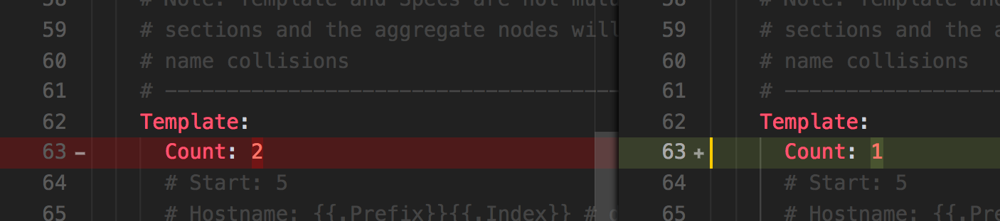 58 # Note: Template and Specs are not mut
59 # sections and the aggregate nodes will
60 # name collisions
61 # -------------------------------------
62 Template:
63 - Count: 2
64 # Start: 5
65 # Hostname: {{.Prefix}}{{.Index}} #
58 # Note: Template and
59 # sections and the a
60 # name collisions
61 # ------------------
62 Template:
63 + Count: 1
64 # Start: 5
65 # Hostname: {{.Pre